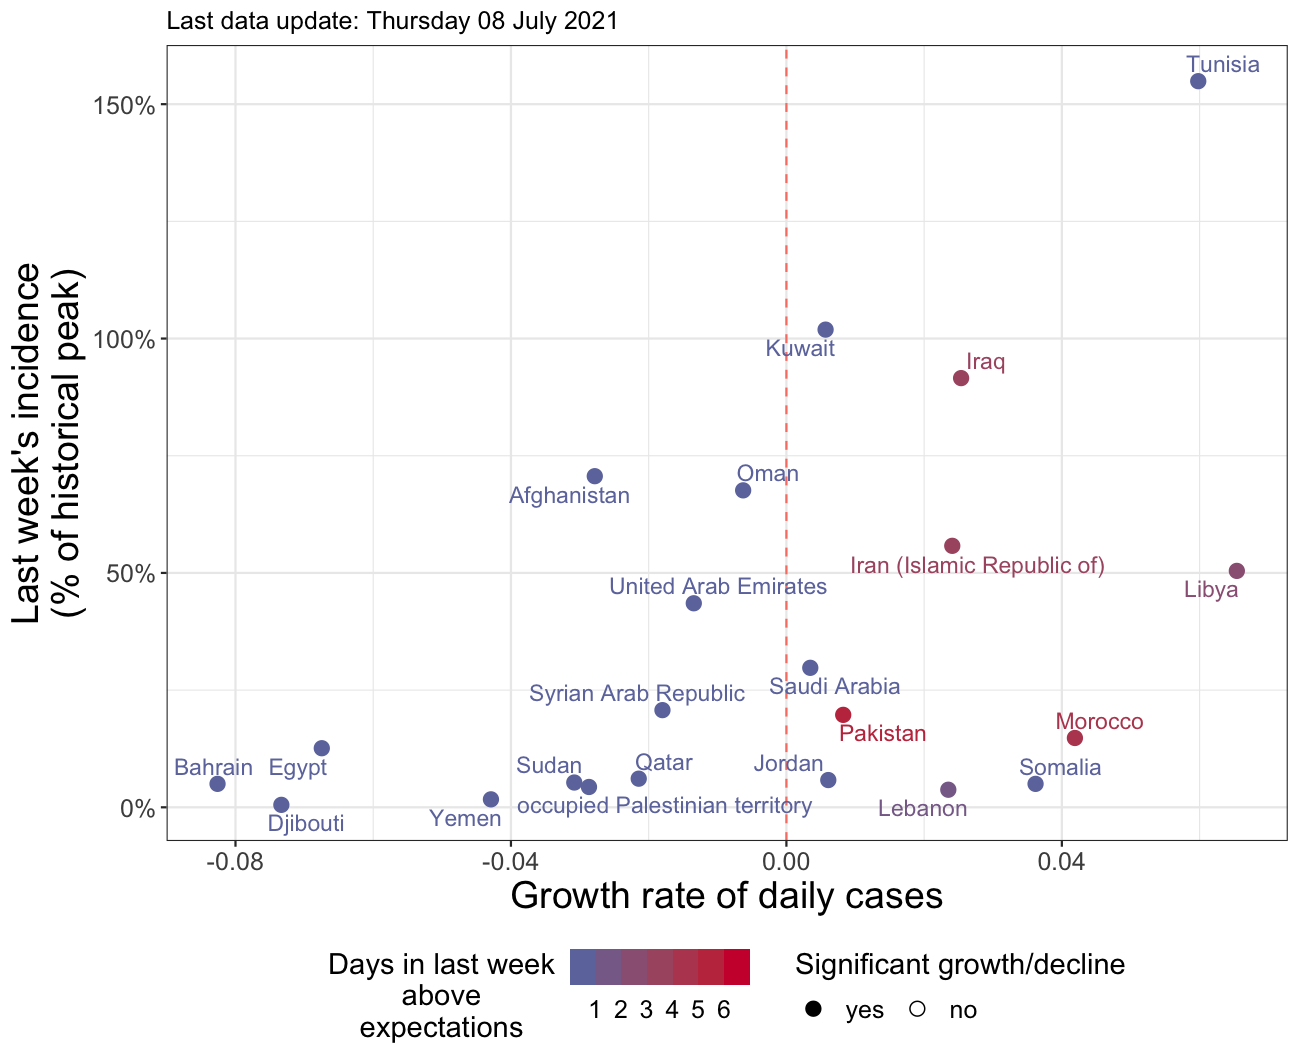 Last data update: Thursday 08 July 2021
Last week's incidence
(% of historical peak)
150%
100%
50%
0%
Tunisia
Kuwait
Iraq
Oman
Afghanistan
Iran (Islamic Republic of)
United Arab Emirates
Libya
Saudi Arabia
Syrian Arab Republic
Morocco
Pakistan
Bahrain
Egypt
Sudan
Qatar
Jordan
Somalia
occupied Palestinian territory
Lebanon
Yemen
Djibouti
-0.08
-0.04
0.00
0.04
Growth rate of daily cases
Days in last week
above
expectations
1 2 3 4 5 6
Significant growth/decline
yes
no